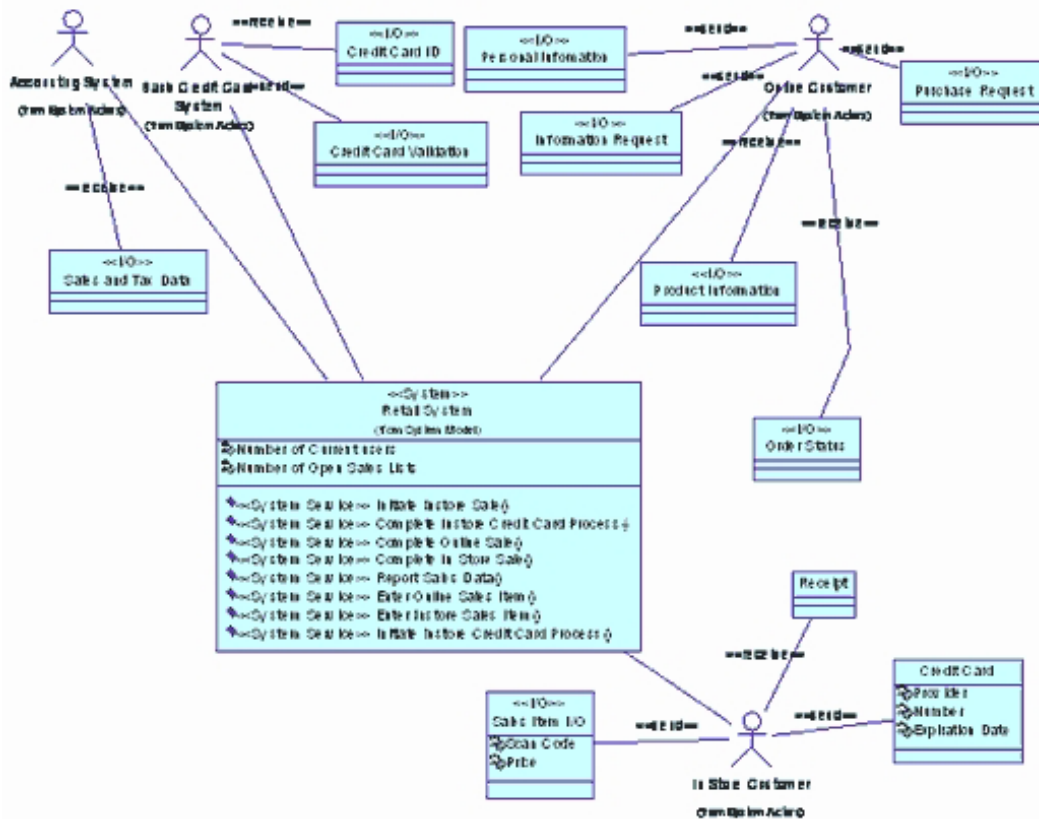 Accounting System
(from System Actors)
Bank Credit Card
System
(from System Actors)
<<receive>>
<<I/O>>
Credit Card ID
<<send>>
<<I/O>>
Credit Card Validation
<<receive>>
<<I/O>>
Sales and Tax Data
<<I/O>>
Personal Information
<<send>>
<<send>>
<<I/O>>
Information Request
Online Customer
(from System Actors)
<<send>>
<<I/O>>
Purchase Request
<<receive>>
<<I/O>>
Product Information
<<receive>>
<<I/O>>
Order Status
<<System>>
Retail System
(from System Model)
Number of Current users
Number of Open Sales Lists
<<System Service>> Initiate Instore Sale()
<<System Service>> Complete Instore Credit Card Process()
<<System Service>> Complete Online Sale()
<<System Service>> Complete In Store Sale()
<<System Service>> Report Sales Data()
<<System Service>> Enter Online Sales Item()
<<System Service>> Enter Instore Sales Item()
<<System Service>> Initiate Instore Credit Card Process()
Receipt
<<receive>>
<<I/O>>
Sales Item I/O
Scan Code
Price
<<send>>
<<send>>
Credit Card
Provider
Number
Expiration Date
In Store Customer
(from System Actors)